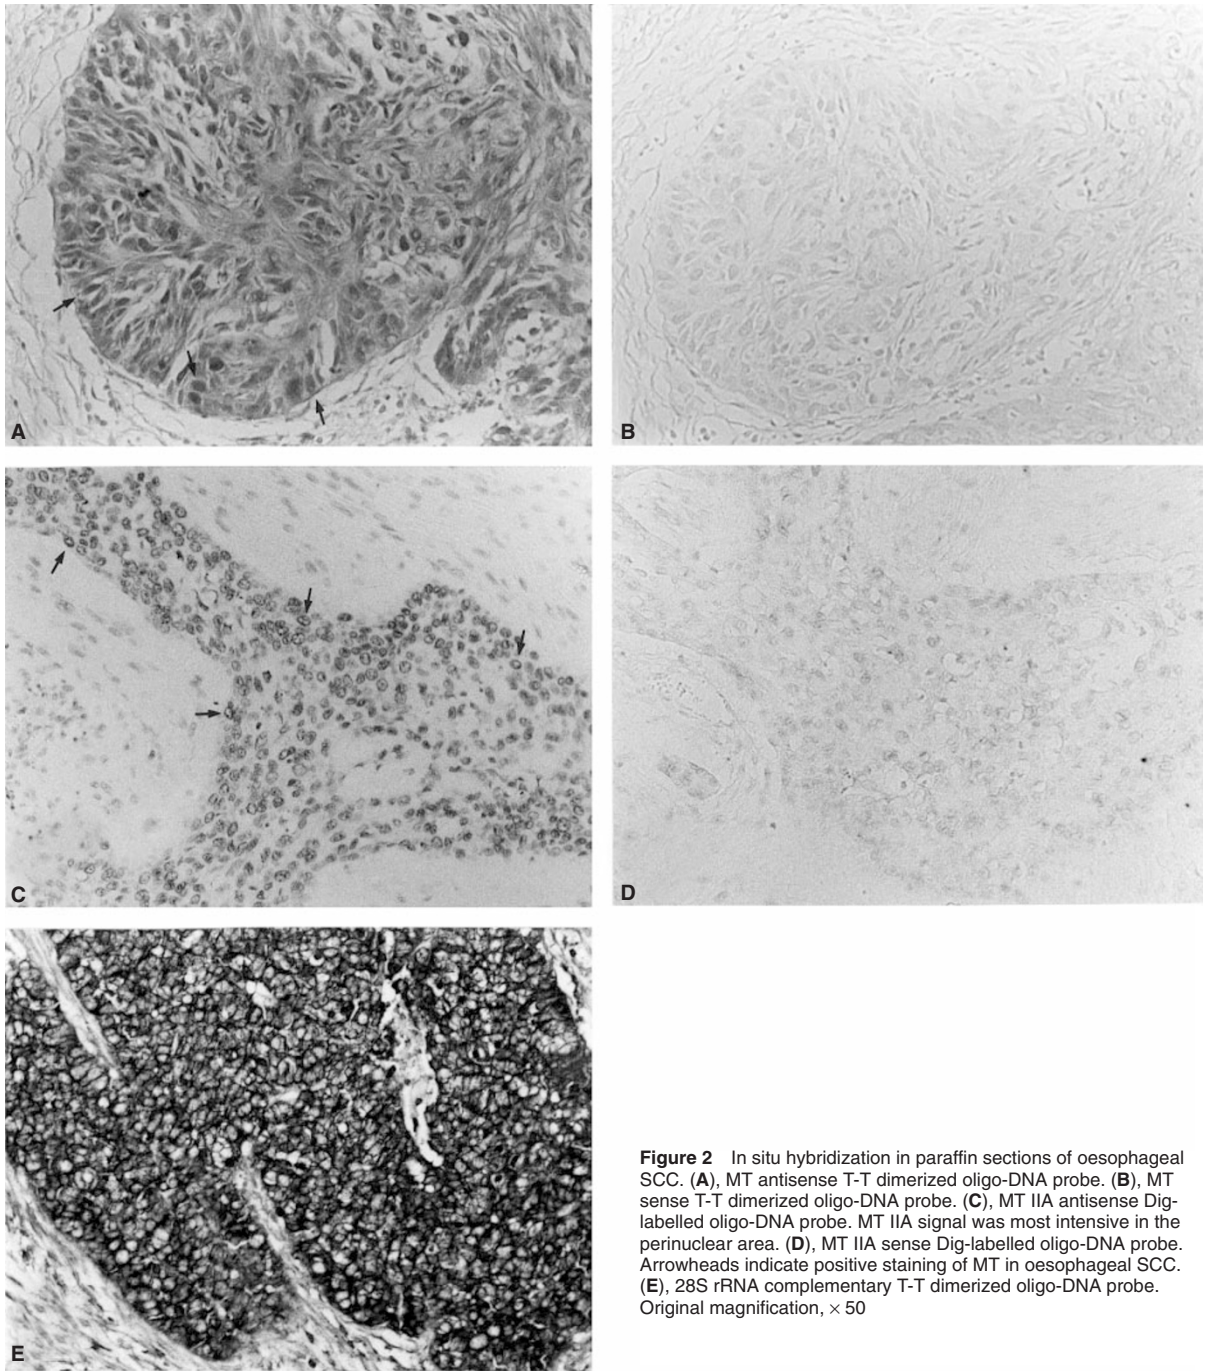 A
B
C
D
E
Figure 2 In situ hybridization in paraffin sections of oesophageal
SCC. (A), MT antisense T-T dimerized oligo-DNA probe. (B), MT
sense T-T dimerized oligo-DNA probe. (C), MT IIA antisense Dig-
labelled oligo-DNA probe. MT IIA signal was most intensive in the
perinuclear area. (D), MT IIA sense Dig-labelled oligo-DNA probe.
Arrowheads indicate positive staining of MT in oesophageal SCC.
(E), 28S rRNA complementary T-T dimerized oligo-DNA probe.
Original magnification, × 50